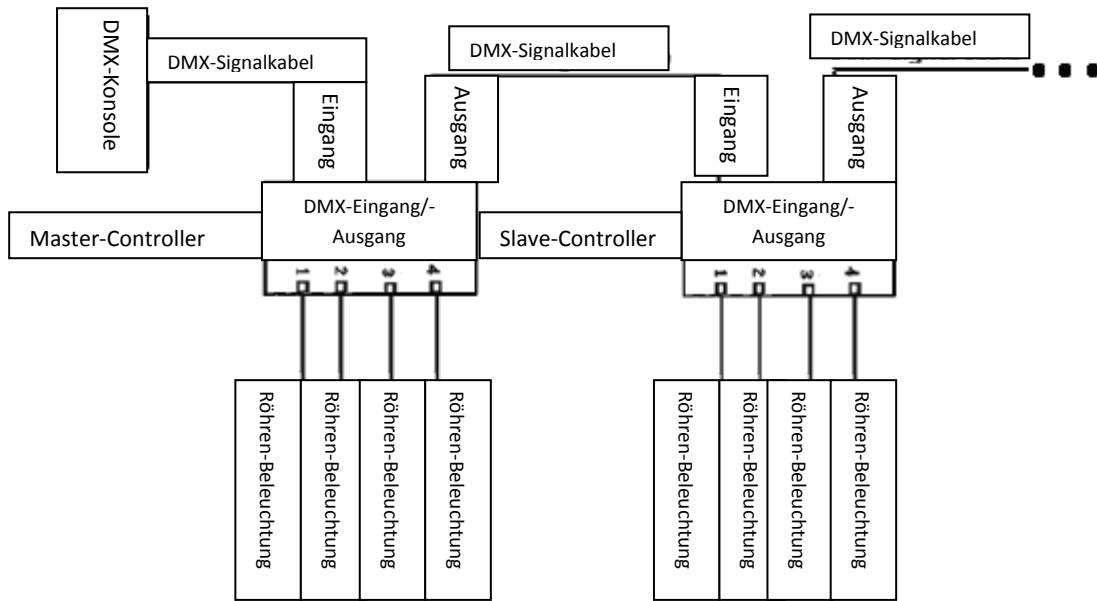 DMX-Konsole
DMX-Signalkabel
DMX-Signalkabel
DMX-Signalkabel
Eingang
Ausgang
Eingang
Ausgang
Master-Controller
DMX-Eingang/-
Ausgang
Slave-Controller
DMX-Eingang/-
Ausgang
1 2 3 4
1 2 3 4
Röhren-Beleuchtung
Röhren-Beleuchtung
Röhren-Beleuchtung
Röhren-Beleuchtung
Röhren-Beleuchtung
Röhren-Beleuchtung
Röhren-Beleuchtung
Röhren-Beleuchtung